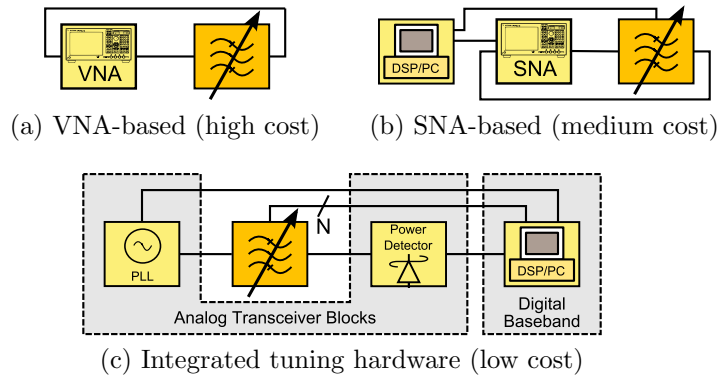 VNA
DSP/PC
SNA
(a) VNA-based (high cost)
(b) SNA-based (medium cost)
N
PLL
Power
Detector
DSP/PC
Analog Transceiver Blocks
Digital
Baseband
(c) Integrated tuning hardware (low cost)